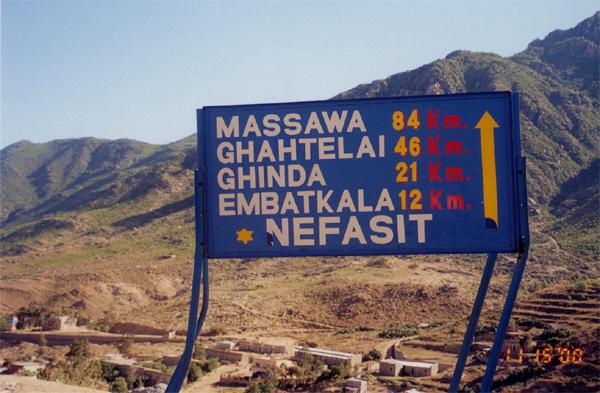 MASSAWA 84 Km.
GHAHTELAI 46 Km.
GHINDA 21 Km.
EMBATKALA 12 Km.
NEFASIT
11 15 '00